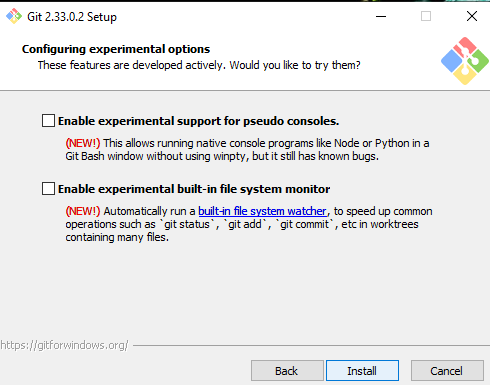 Git 2.33.0.2 Setup
Configuring experimental options
These features are developed actively. Would you like to try them?
Enable experimental support for pseudo consoles.
(NEW!) This allows running native console programs like Node or Python in a
Git Bash window without using winpty, but it still has known bugs.
Enable experimental built-in file system monitor
(NEW!) Automatically run a built-in file system watcher, to speed up common
operations such as `git status`, `git add`, `git commit`, etc in worktrees
containing many files.
https://gitforwindows.org/
Back
Install
Cancel